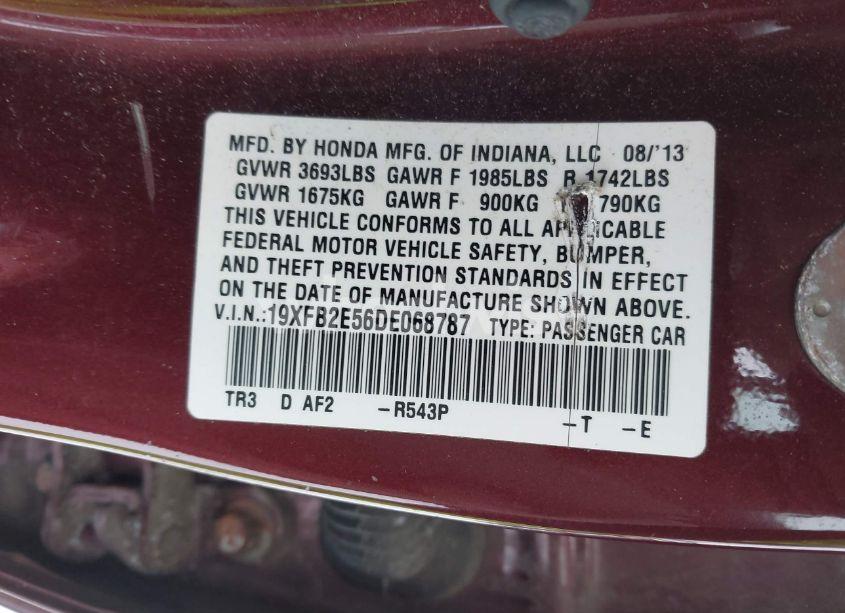 MFD. BY HONDA MFG. OF INDIANA, LLC 08/'13
GVWR 3693LBS GAWR F 1985LBS R 1742LBS
GVWR 1675KG GAWR F 900KG 790KG
THIS VEHICLE CONFORMS TO ALL APPLICABLE
FEDERAL MOTOR VEHICLE SAFETY, BUMPER,
AND THEFT PREVENTION STANDARDS IN EFFECT
ON THE DATE OF MANUFACTURE SHOWN ABOVE.
V.I.N.:19XFB2E56DE068787 TYPE: PASSENGER CAR
TR3 D AF2 -R543P -T -E